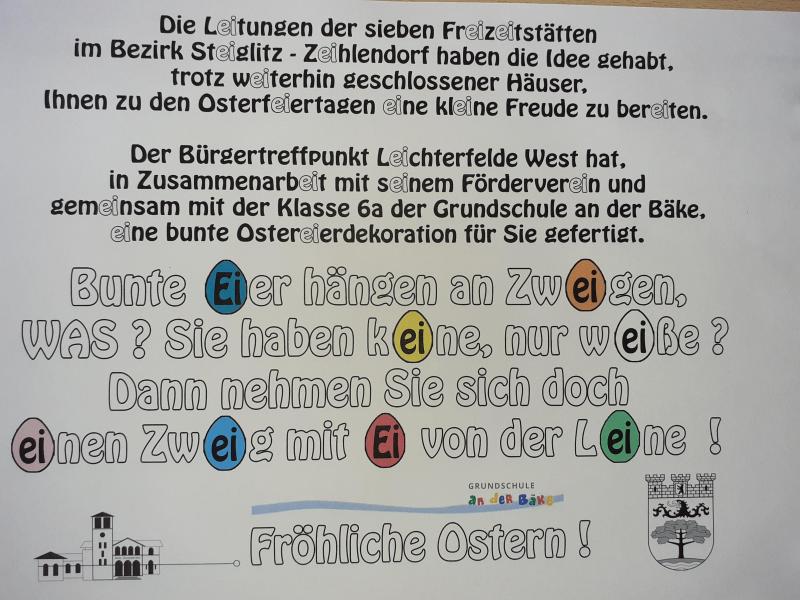 Die Leitungen der sieben Freizeitstätten
im Bezirk Steiglitz - Zeihlendorf haben die Idee gehabt,
trotz weiterhin geschlossener Häuser,
Ihnen zu den Osterfeiertagen eine kleine Freude zu bereiten.
Der Bürgertreffpunkt Leichterfelde West hat,
in Zusammenarbeit mit seinem Förderverein und
gemeinsam mit der Klasse 6a der Grundschule an der Bäke,
eine bunte Ostereierdekoration für Sie gefertigt.
Bunte Eier hängen an Zweigen,
WAS ? Sie haben keine, nur weiße ?
Dann nehmen Sie sich doch
einen Zweig mit Ei von der Leine !
GRUNDSCHULE
an der Bäke
Fröhliche Ostern !